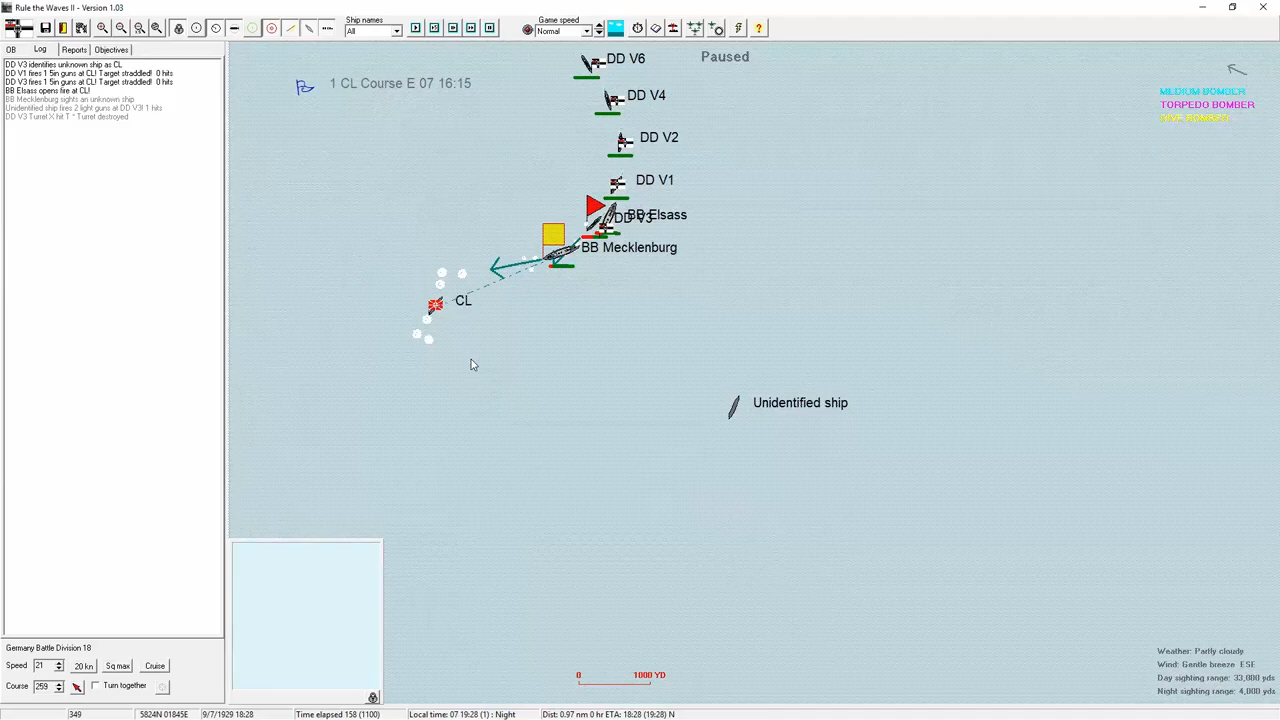 Rule the Waves II - Version 1.03
Ship names
All
Game speed
Normal
OB Log Reports Objectives
DD V3 identifies unknown ship as CL
DD V1 fires 1 5in guns at CL! Target straddled! 0 hits
DD V3 fires 1 5in guns at CL! Target straddled! 0 hits
BB Elsass opens fire at CL!
BB Mecklenburg sights an unknown ship
Unidentified ship fires 2 light guns at DD V3! 1 hits
DD V3 Turret X hit T * Turret destroyed
1 CL Course E 07 16:15
Paused
DD V6
DD V4
DD V2
DD V1
BB Elsass
DD V3
BB Mecklenburg
CL
Unidentified ship
MEDIUM BOMBER
TORPEDO BOMBER
DIVE BOMBER
0 1000 YD
Weather: Partly cloudy
Wind: Gentle breeze ESE
Day sighting range: 33,000 yds
Night sighting range: 4,000 yds
Germany Battle Division 18
Speed 21 20 kn Sq max Cruise
Course 259 Turn together
349 5824N 01845E 9/7/1929 18:28 Time elapsed 158 (1100) Local time: 07 19:28 (1) : Night Dist: 0.97 nm 0 hr ETA: 18:28 (19:28) N